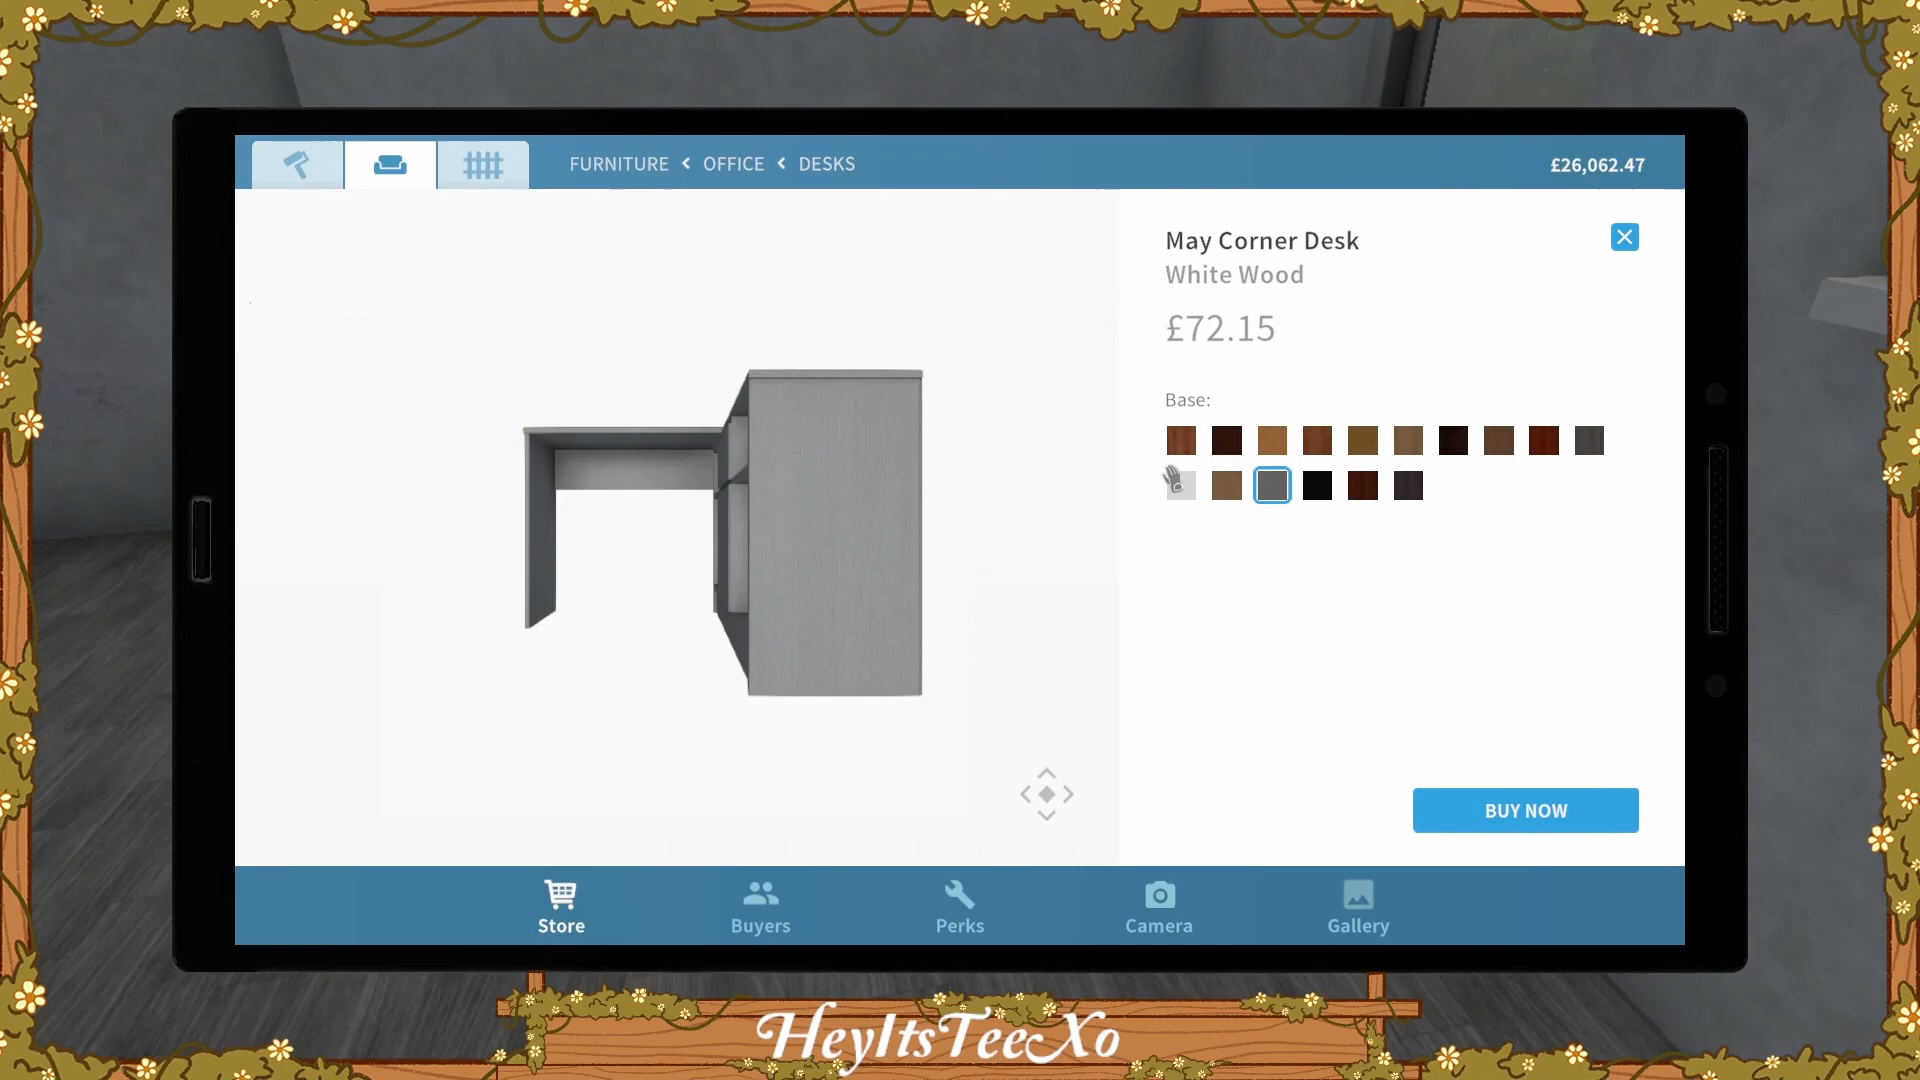 FURNITURE < OFFICE < DESKS
£26,062.47
May Corner Desk
White Wood
£72.15
Base:
BUY NOW
Store
Buyers
Perks
Camera
Gallery
HeyItsTeeXo